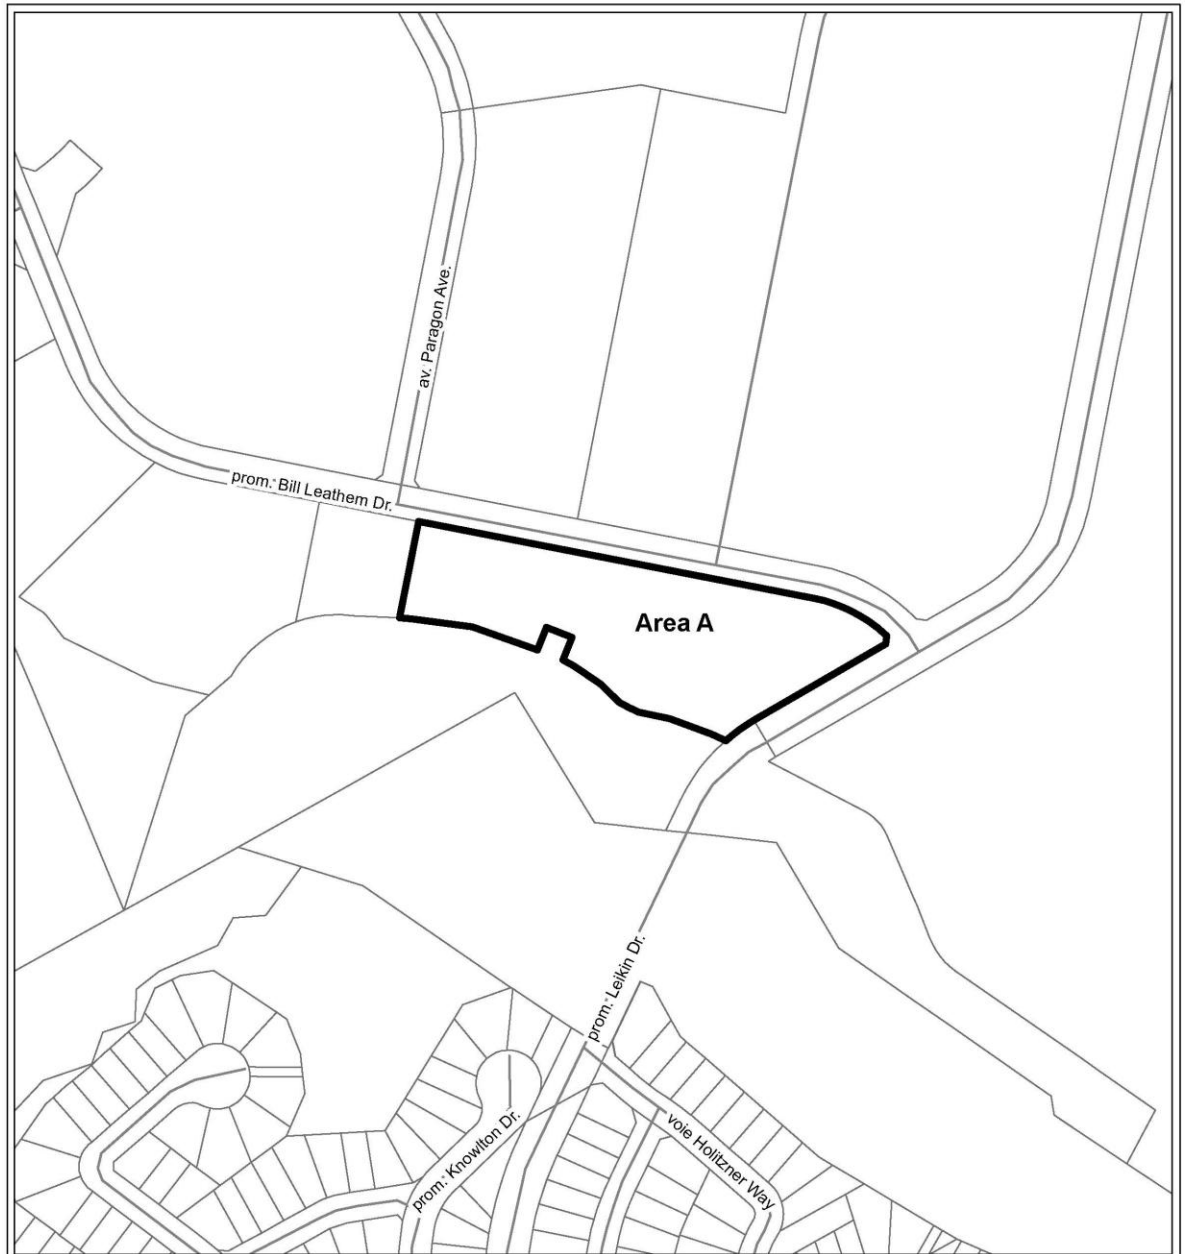 av. Paragon Ave.
prom. Bill Leathem Dr.
Area A
prom. Leikin Dr.
prom. Knowlton Dr.
voie Holitzner Way